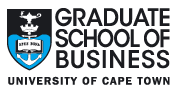 GRADUATE
SCHOOL OF
BUSINESS
UNIVERSITY OF CAPE TOWN